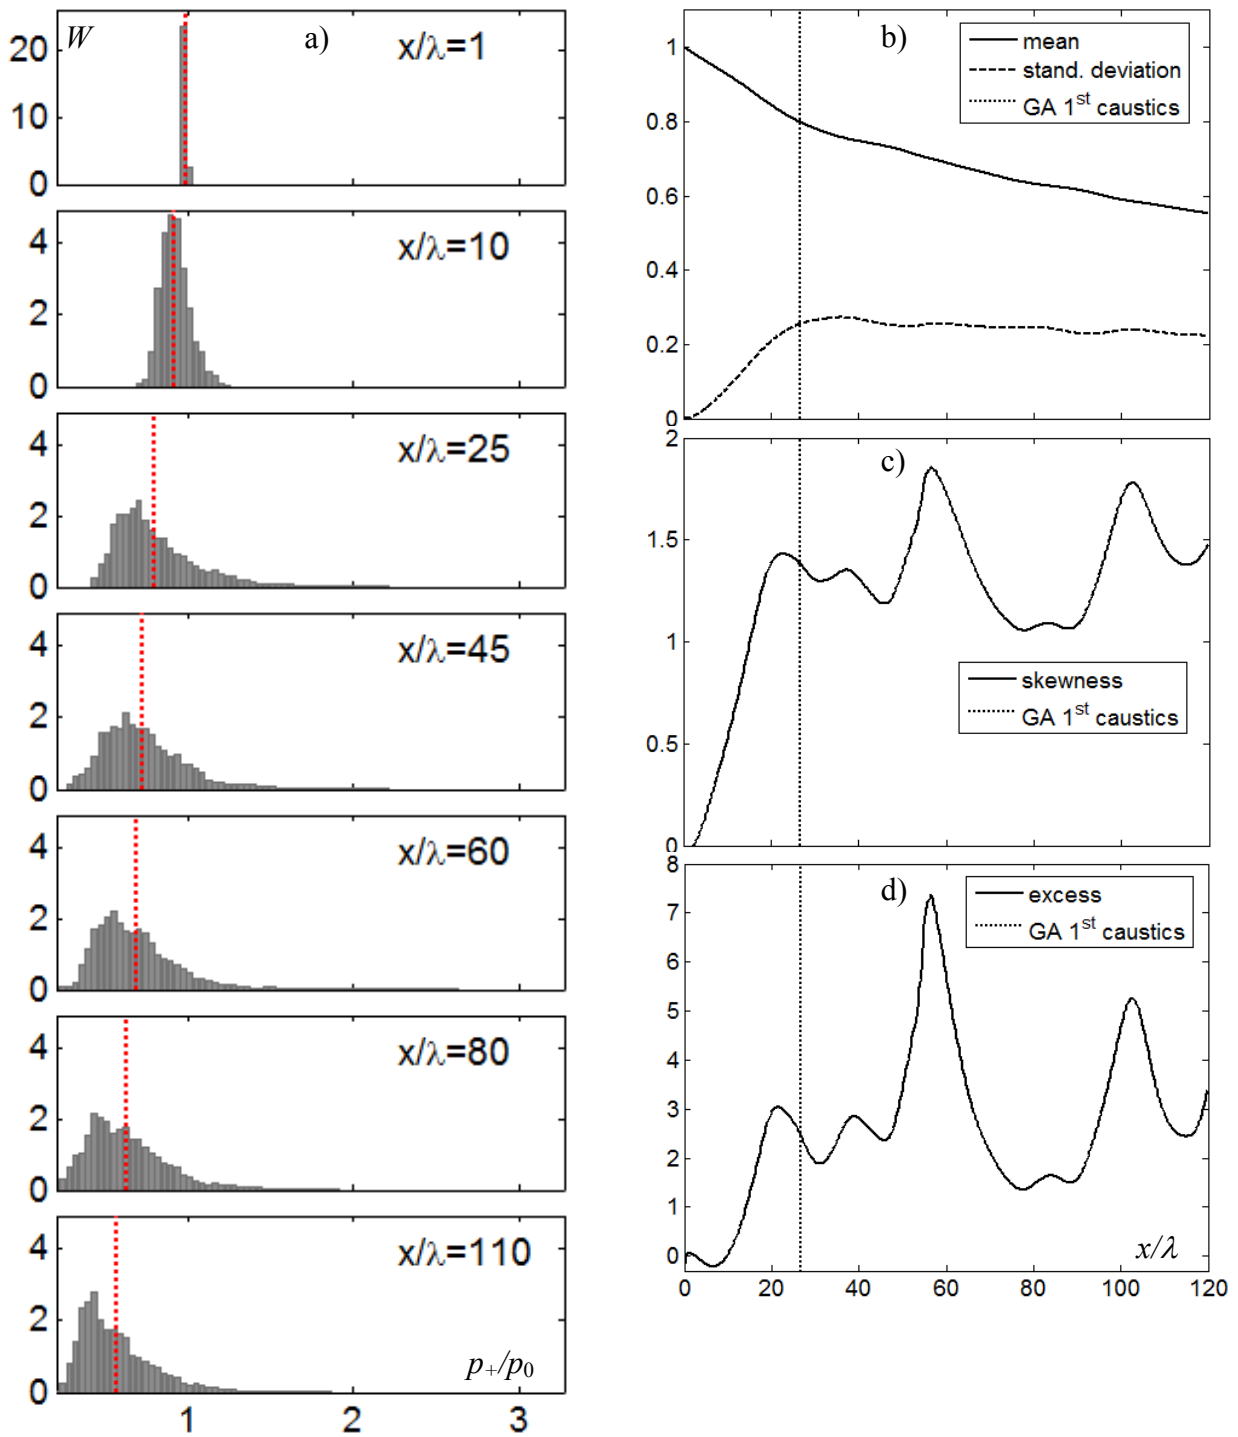 W
a)
x/λ=1
20
10
0
x/λ=10
4
2
0
x/λ=25
4
2
0
x/λ=45
4
2
0
x/λ=60
4
2
0
x/λ=80
4
2
0
x/λ=110
4
2
0
p+/p0
1 2 3
b)
mean
stand. deviation
GA 1st caustics
1
0.8
0.6
0.4
0.2
0
c)
2
1.5
1
0.5
0
skewness
GA 1st caustics
d)
excess
GA 1st caustics
8
7
6
5
4
3
2
1
0
x/λ
0 20 40 60 80 100 120